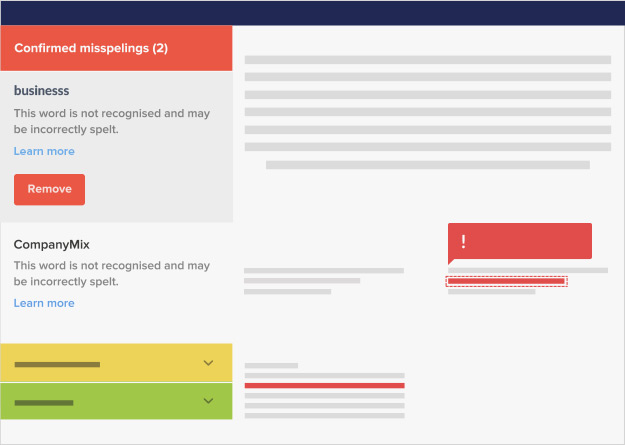 Confirmed misspelings (2)
businesss
This word is not recognised and may
be incorrectly spelt.
Learn more
Remove
CompanyMix
This word is not recognised and may
be incorrectly spelt.
Learn more
!